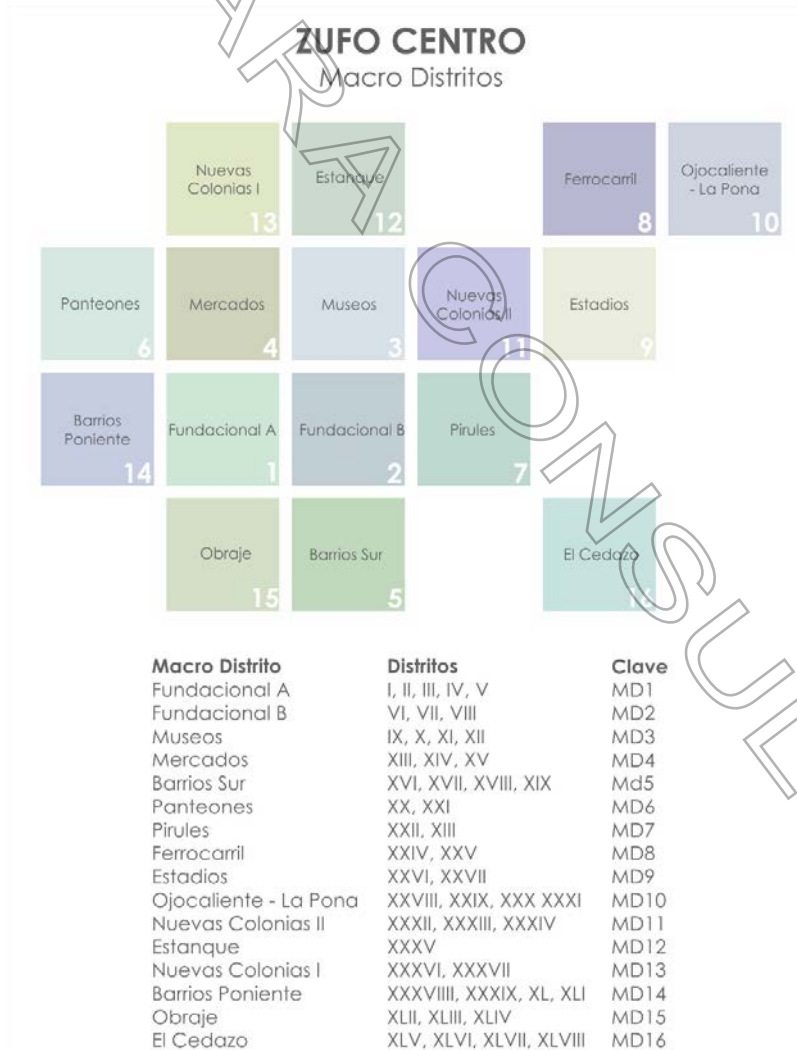 ZUFO CENTRO
Macro Distritos
Nuevas
Colonias I
13
Estanque
12
Ferrocarril
8
Ojocaliente
- La Pona
10
Panteones
6
Mercados
4
Museos
3
Nuevas
Colonias II
11
Estadios
9
Barrios
Poniente
14
Fundacional A
1
Fundacional B
2
Pirules
7
Obraje
15
Barrios Sur
5
El Cedazo
16
Macro Distrito Distritos Clave
Fundacional A I, II, III, IV, V MD1
Fundacional B VI, VII, VIII MD2
Museos IX, X, XI, XII MD3
Mercados XIII, XIV, XV MD4
Barrios Sur XVI, XVII, XVIII, XIX Md5
Panteones XX, XXI MD6
Pirules XXII, XIII MD7
Ferrocarril XXIV, XXV MD8
Estadios XXVI, XXVII MD9
Ojocaliente - La Pona XXVIII, XXIX, XXX XXXI MD10
Nuevas Colonias II XXXII, XXXIII, XXXIV MD11
Estanque XXXV MD12
Nuevas Colonias I XXXVI, XXXVII MD13
Barrios Poniente XXXVIIII, XXXIX, XL, XLI MD14
Obraje XLII, XLIII, XLIV MD15
El Cedazo XLV, XLVI, XLVII, XLVIII MD16
ARA CONSUL